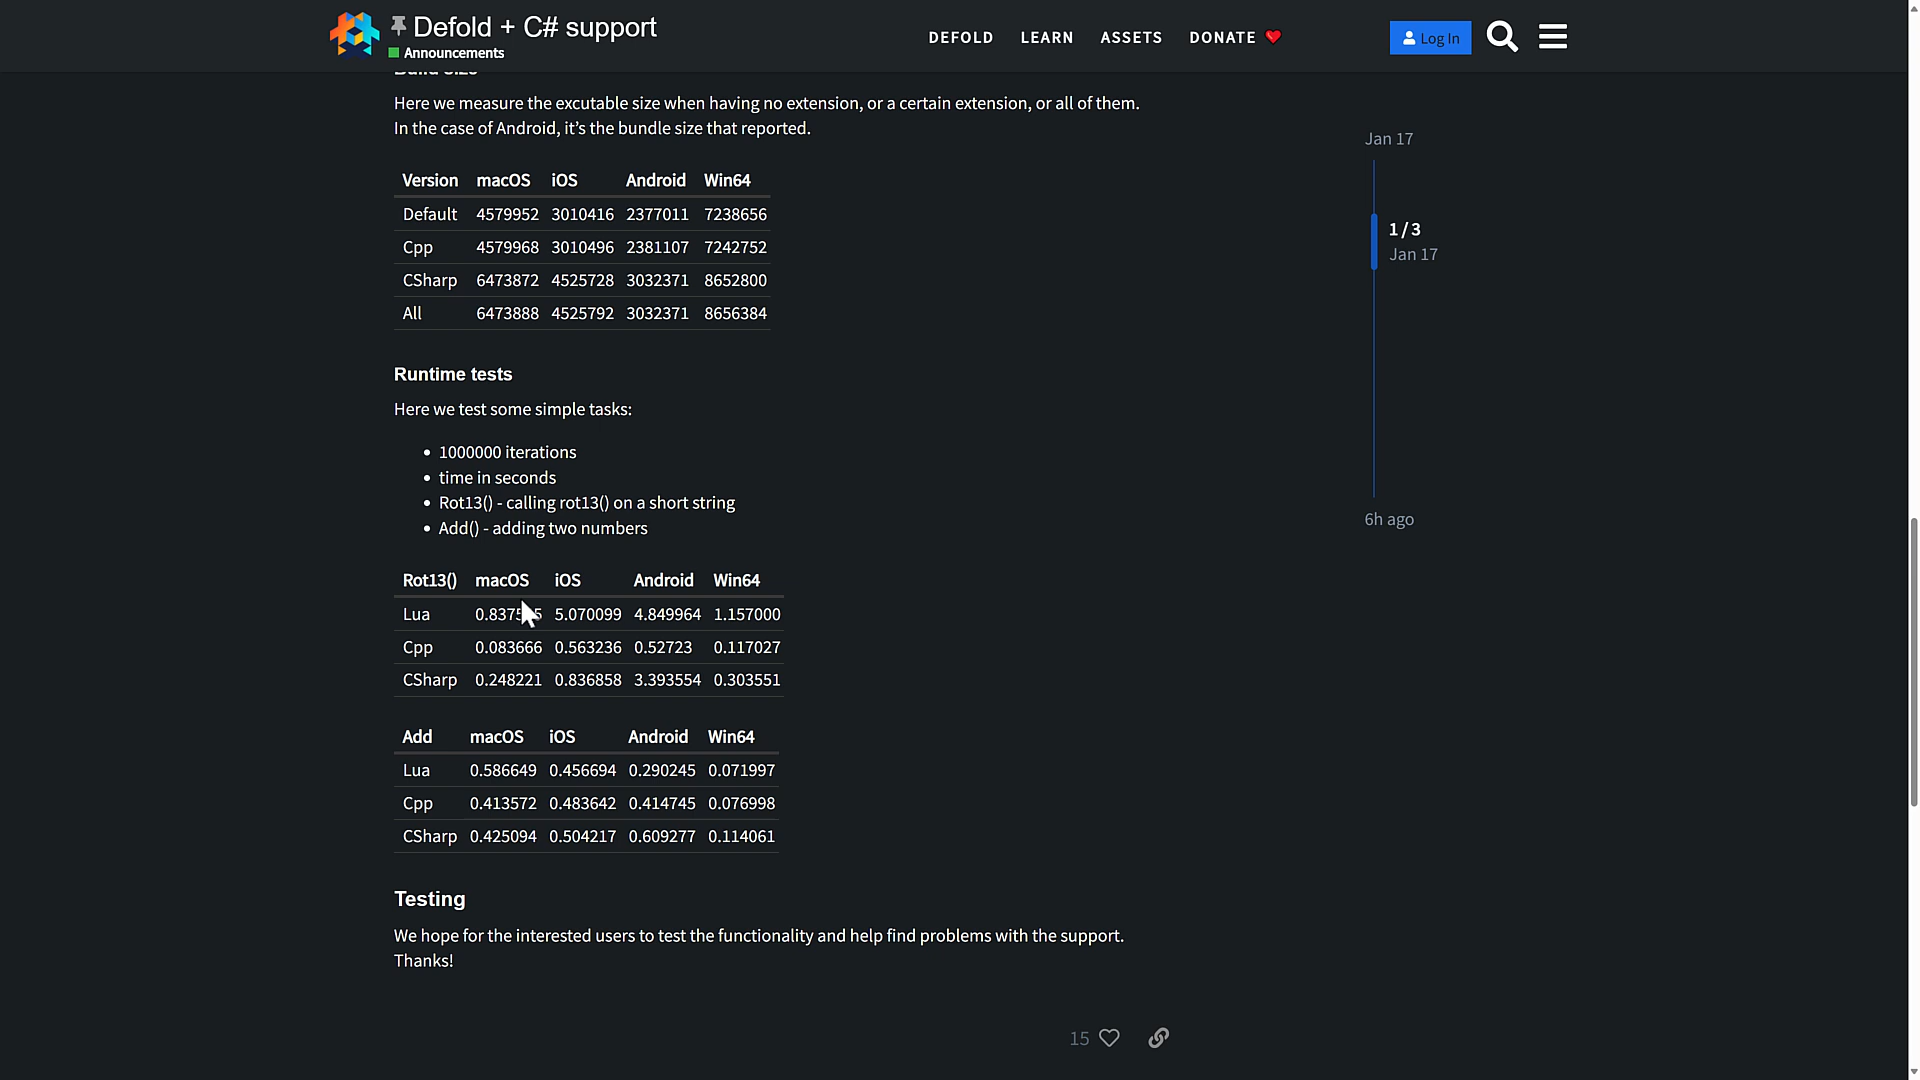 Defold + C# support
Announcements
DEFOLD LEARN ASSETS DONATE
Log In
Build Size
Here we measure the excutable size when having no extension, or a certain extension, or all of them.
In the case of Android, it's the bundle size that reported.
Version macOS iOS Android Win64
Default 4579952 3010416 2377011 7238656
Cpp 4579968 3010496 2381107 7242752
CSharp 6473872 4525728 3032371 8652800
All 6473888 4525792 3032371 8656384
Jan 17
1 / 3
Jan 17
6h ago
Runtime tests
Here we test some simple tasks:
• 1000000 iterations
• time in seconds
• Rot13() - calling rot13() on a short string
• Add() - adding two numbers
Rot13() macOS iOS Android Win64
Lua 5.070099 4.849964 1.157000
Cpp 0.083666 0.563236 0.52723 0.117027
CSharp 0.248221 0.836858 3.393554 0.303551
Add macOS iOS Android Win64
Lua 0.586649 0.456694 0.290245 0.071997
Cpp 0.413572 0.483642 0.414745 0.076998
CSharp 0.425094 0.504217 0.609277 0.114061
Testing
We hope for the interested users to test the functionality and help find problems with the support.
Thanks!
15